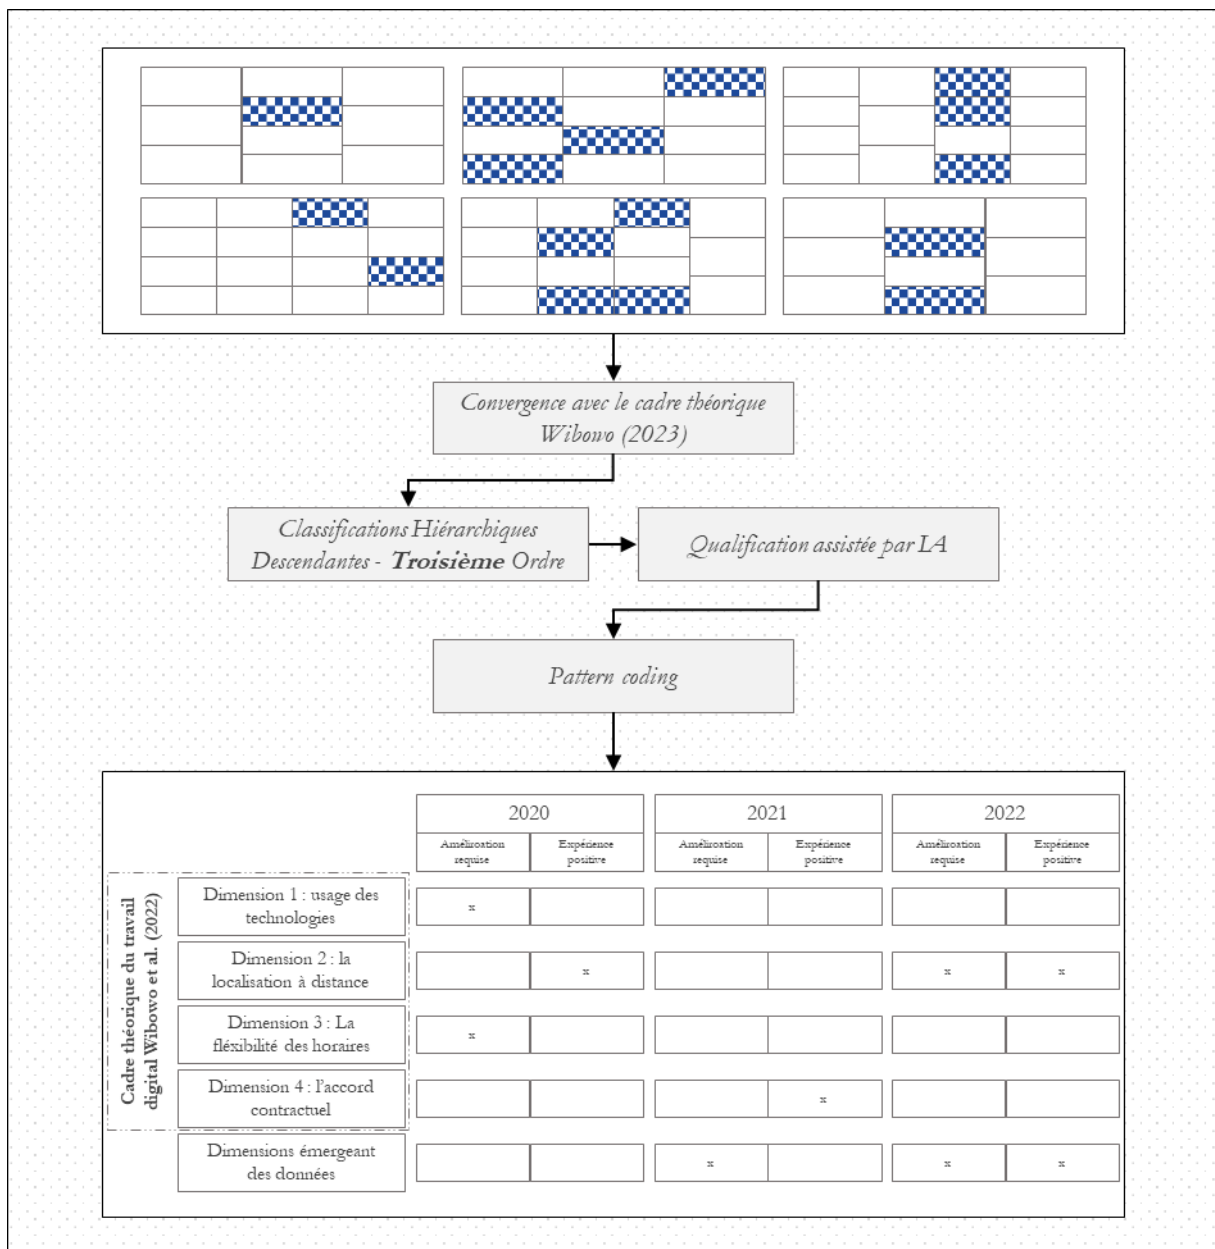 Convergence avec le cadre théorique
Wibowo (2023)
Classifications Hiérarchiques
Descendantes - Troisième Ordre
Qualification assistée par LA
Pattern coding
2020
2021
2022
Améliroation
requise
Expérience
positive
Améliroation
requise
Expérience
positive
Améliroation
requise
Expérience
positive
Cadre théorique du travail
digital Wibowo et al. (2022)
Dimension 1 : usage des
technologies
x
Dimension 2 : la
localisation à distance
x
x
x
Dimension 3 : La
fléxibilité des horaires
x
Dimension 4 : l'accord
contractuel
x
Dimensions émergeant
des données
x
x
x